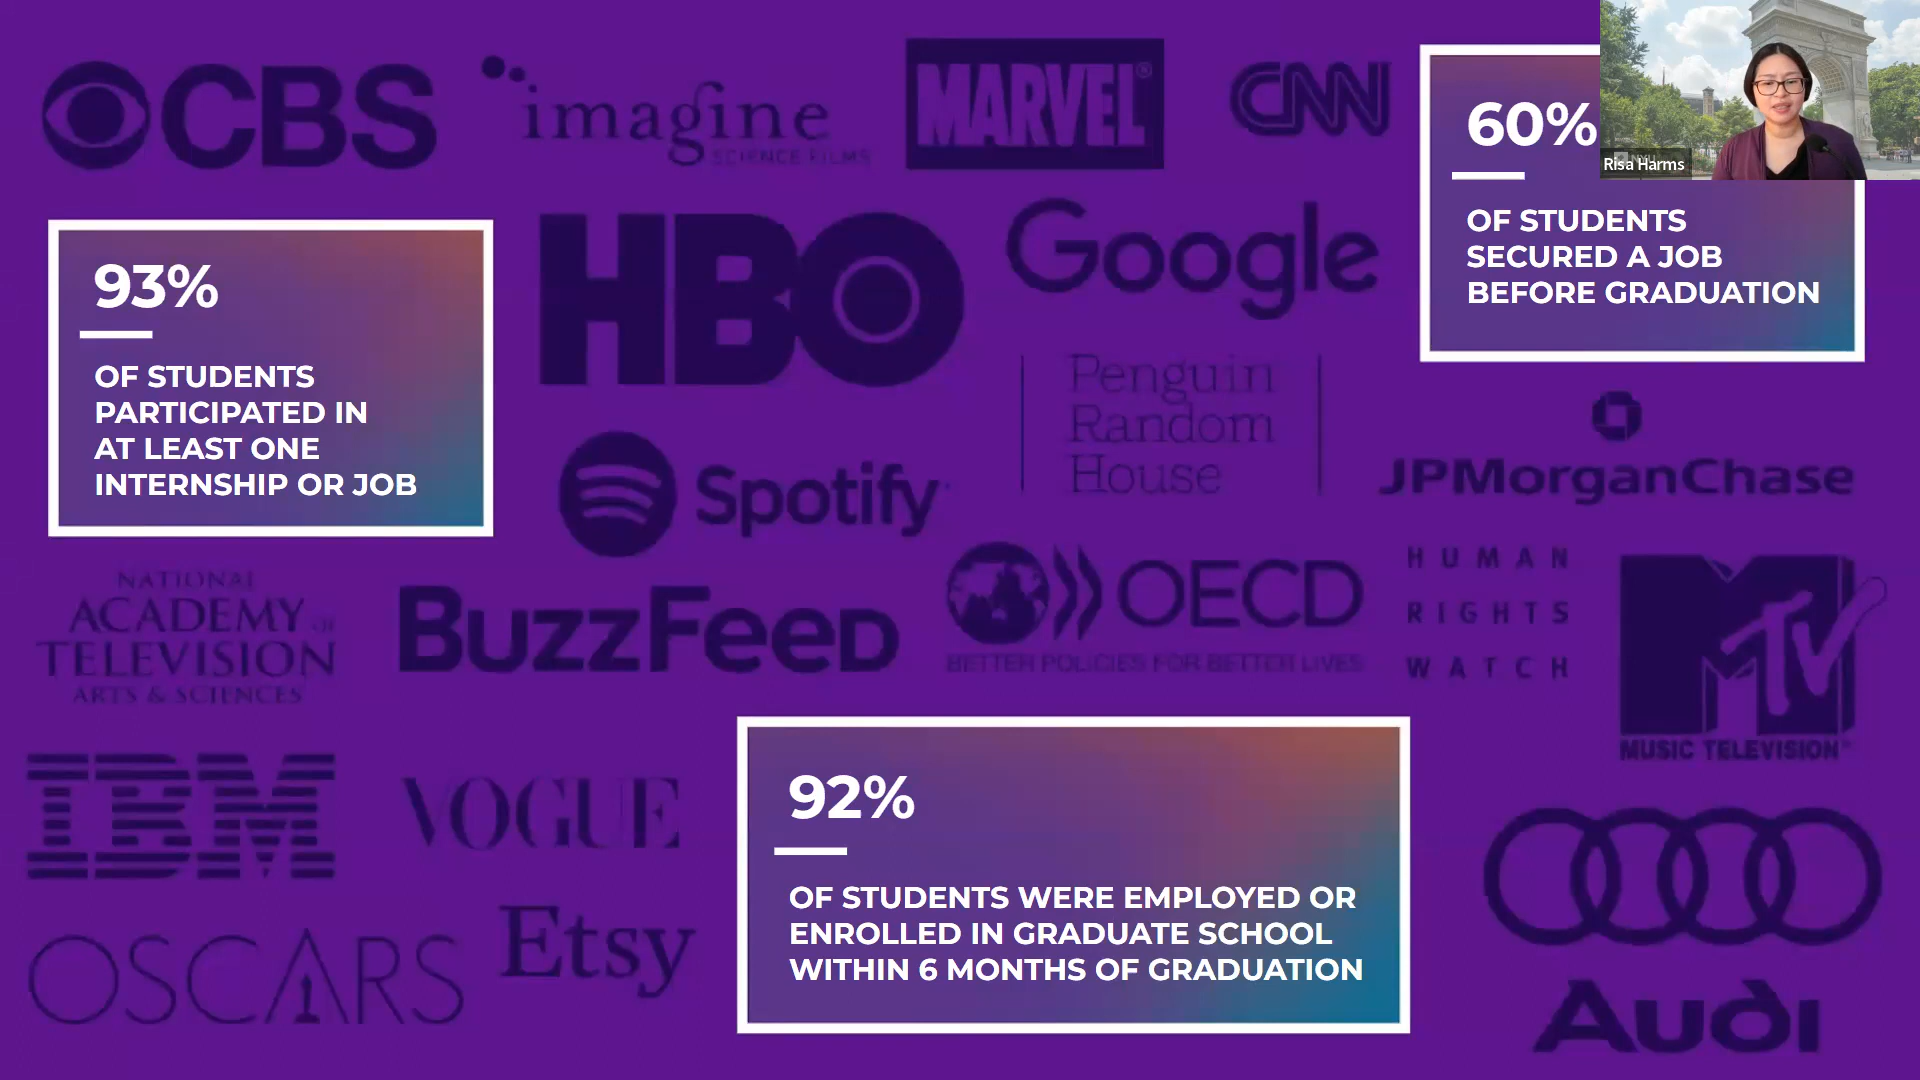 CBS
imagine
SCIENCE FILMS
MARVEL
CNN
60%
OF STUDENTS
SECURED A JOB
BEFORE GRADUATION
Risa Harms
93%
OF STUDENTS
PARTICIPATED IN
AT LEAST ONE
INTERNSHIP OR JOB
HBO
Google
Penguin
Random
House
Spotify
JPMorganChase
NATIONAL
ACADEMY OF
TELEVISION
ARTS & SCIENCES
BUZZFEED
OECD
BETTER POLICIES FOR BETTER LIVES
HUMAN
RIGHTS
WATCH
MTV
MUSIC TELEVISION
IBM
VOGUE
92%
OF STUDENTS WERE EMPLOYED OR
ENROLLED IN GRADUATE SCHOOL
WITHIN 6 MONTHS OF GRADUATION
OSCARS
Etsy
Audi